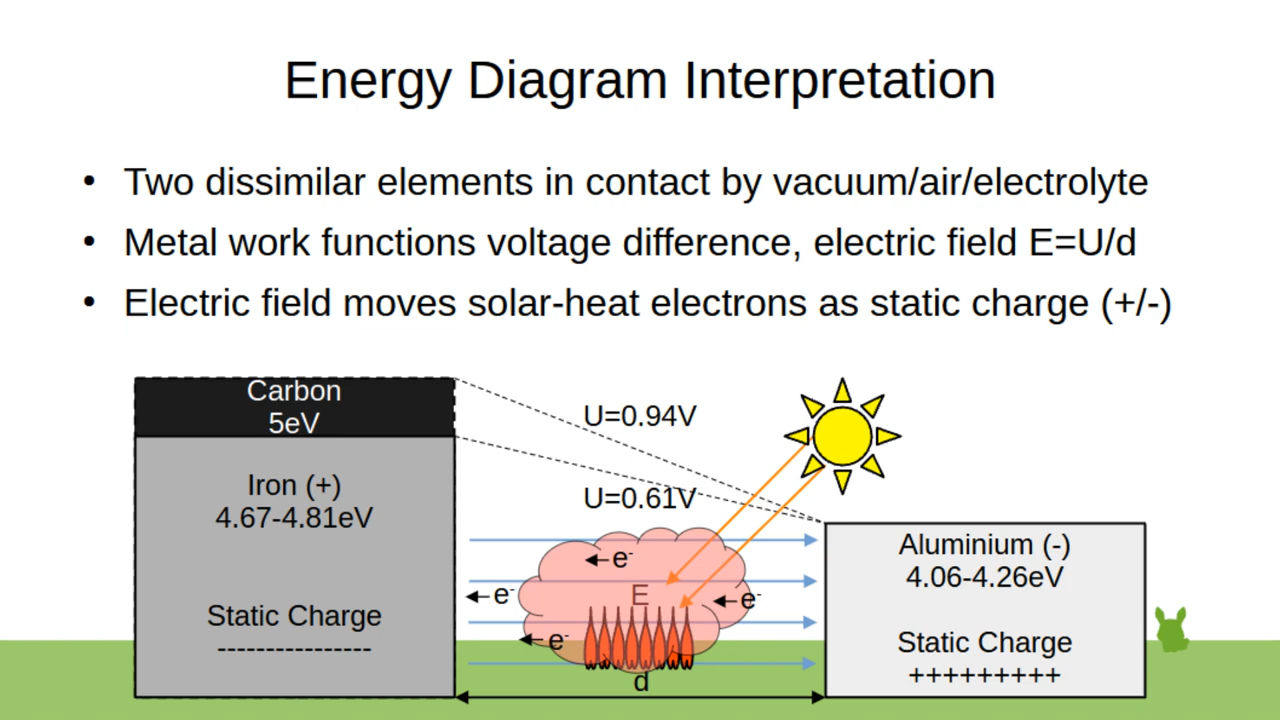 Energy Diagram Interpretation
• Two dissimilar elements in contact by vacuum/air/electrolyte
• Metal work functions voltage difference, electric field E=U/d
• Electric field moves solar-heat electrons as static charge (+/-)
Carbon
5eV
Iron (+)
4.67-4.81eV
Static Charge
----------------
U=0.94V
U=0.61V
e-
e-
E
e-
e-
d
Aluminium (-)
4.06-4.26eV
Static Charge
+++++++++